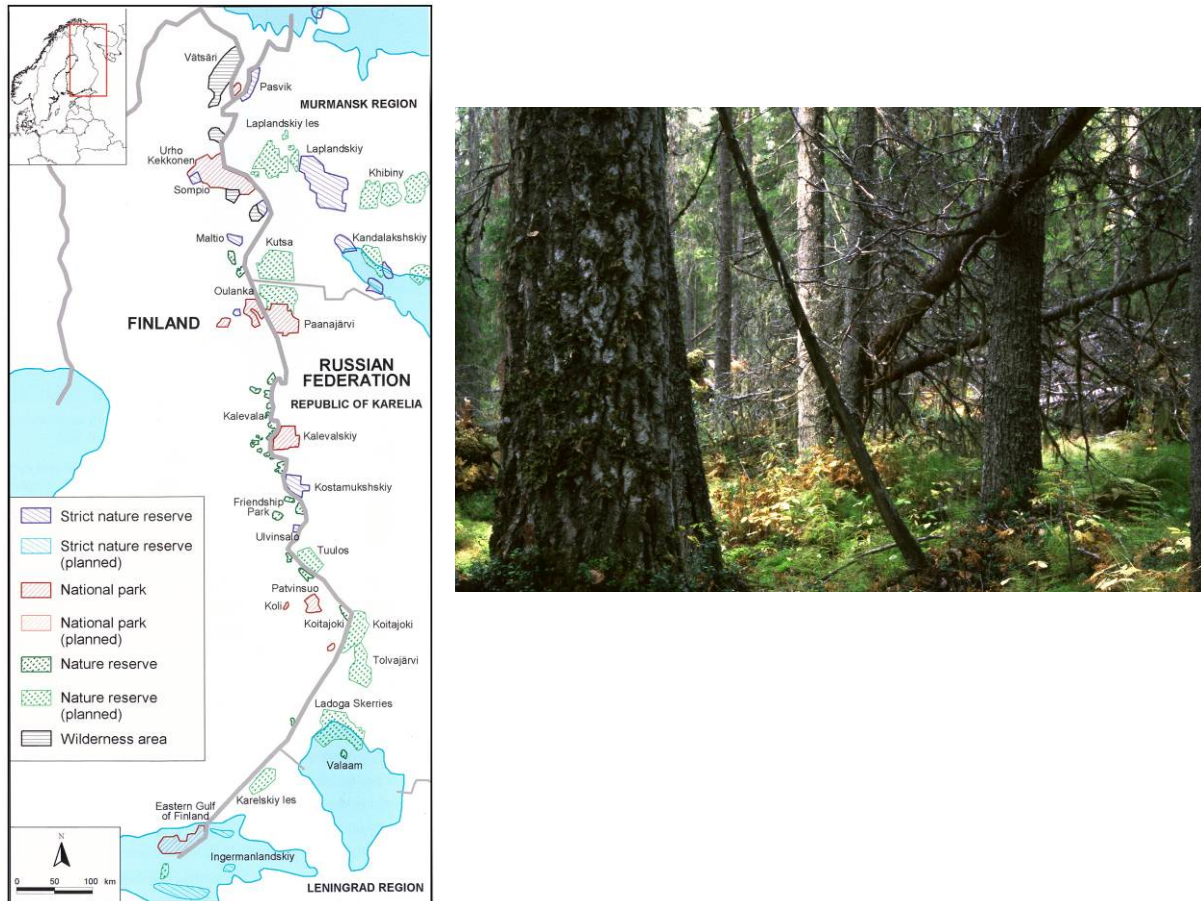 Vätsäri
Pasvik
MURMANSK REGION
Laplandskiy les
Urho
Kekkonen
Laplandskiy
Khibiny
Sompio
Maltio
Kutsa
Kandalakshskiy
Oulanka
FINLAND
Paanajärvi
RUSSIAN
FEDERATION
REPUBLIC OF KARELIA
Kalevala
Kalevalskiy
Kostamukshskiy
Friendship
Park
Ulvinsalo
Tuulos
Patvinsuo
Koli
Koitajoki
Koitajoki
Tolvajärvi
Ladoga Skerries
Valaam
Karelskiy les
Eastern Gulf
of Finland
Ingermanlandskiy
LENINGRAD REGION
Strict nature reserve
Strict nature reserve
(planned)
National park
National park
(planned)
Nature reserve
Nature reserve
(planned)
Wilderness area
N
0 50 100 km